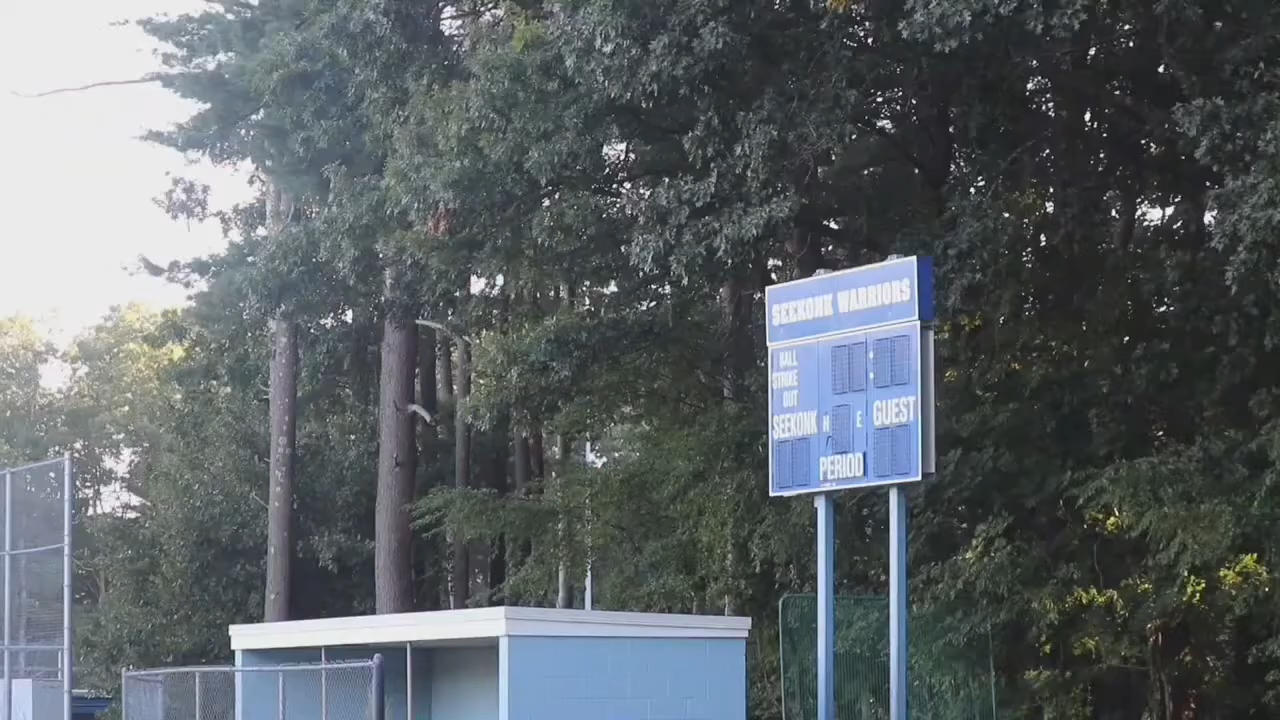 SEEKONK WARRIORS
BALL
STRIKE
OUT
SEEKONK
GUEST
PERIOD